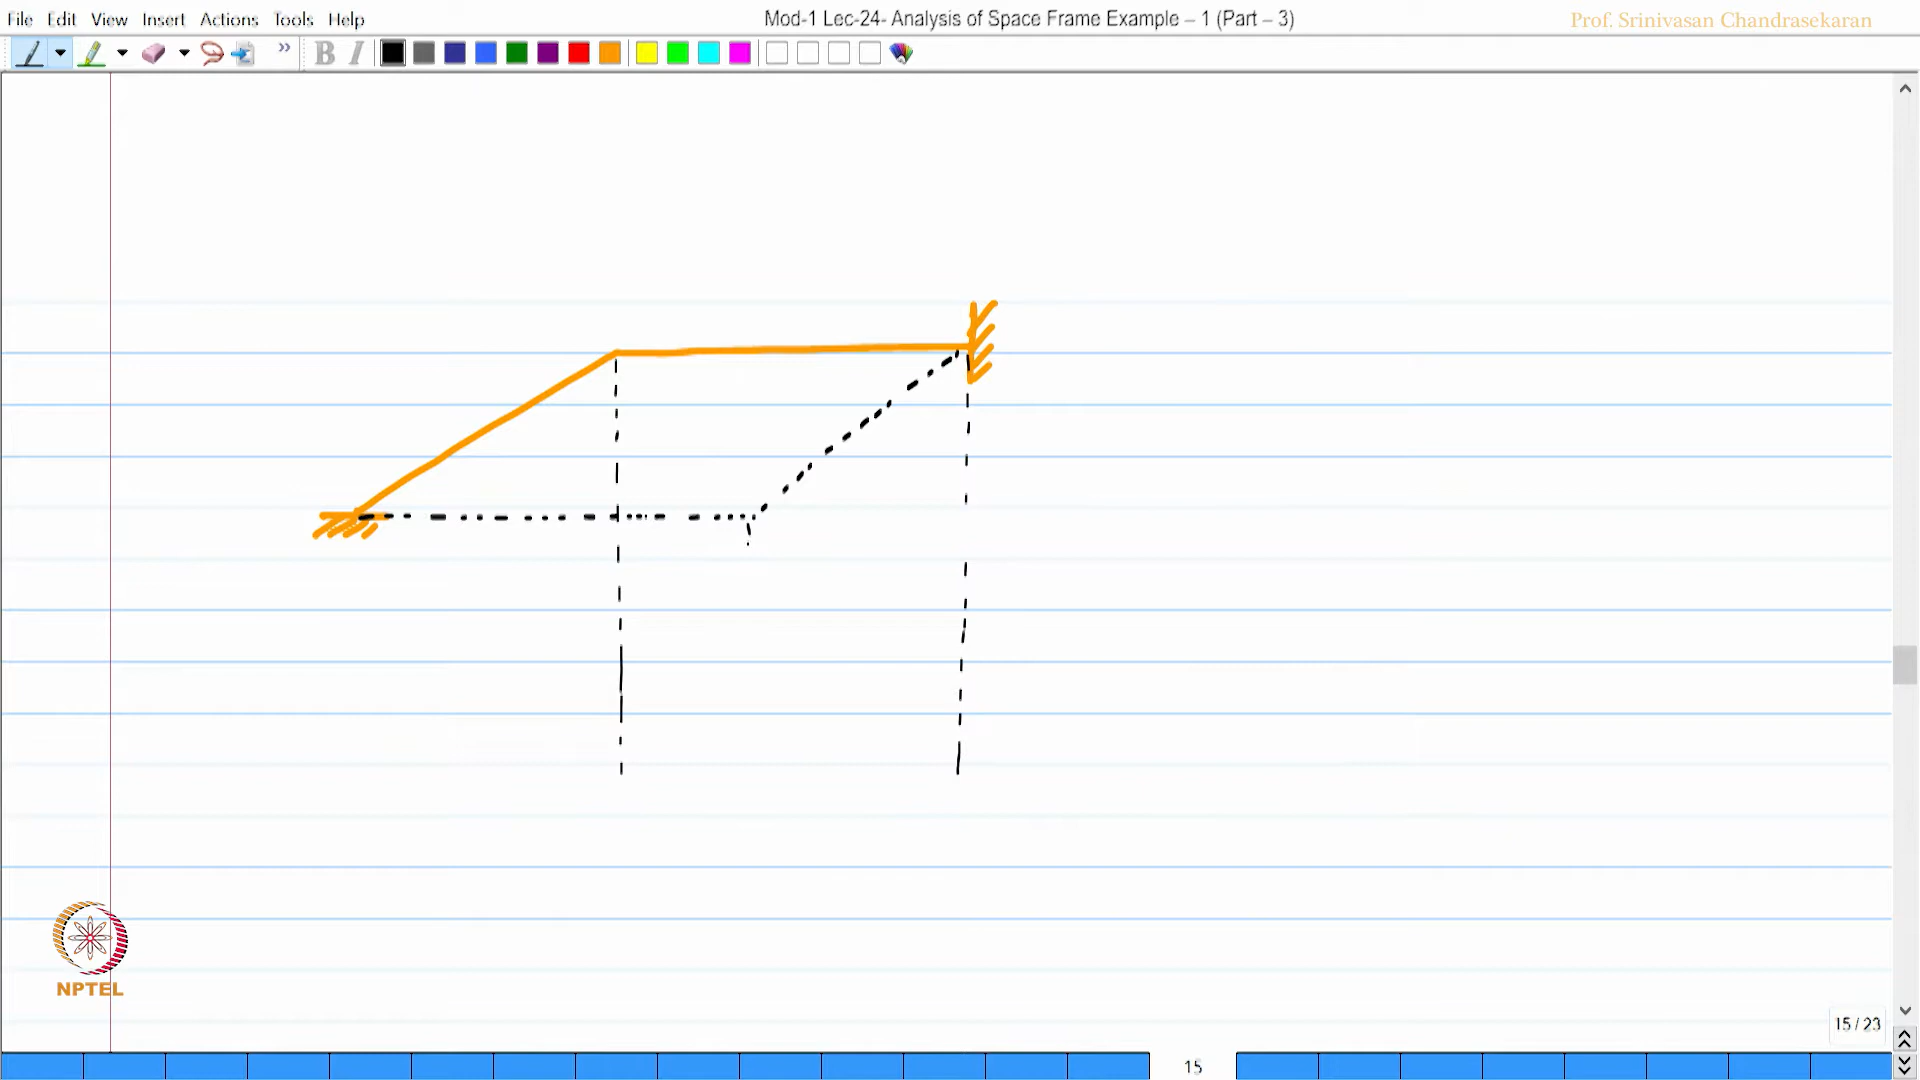 File Edit View Insert Actions Tools Help
Mod-1 Lec-24- Analysis of Space Frame Example – 1 (Part – 3)
Prof. Srinivasan Chandrasekaran
B I
NPTEL
15 / 23
15